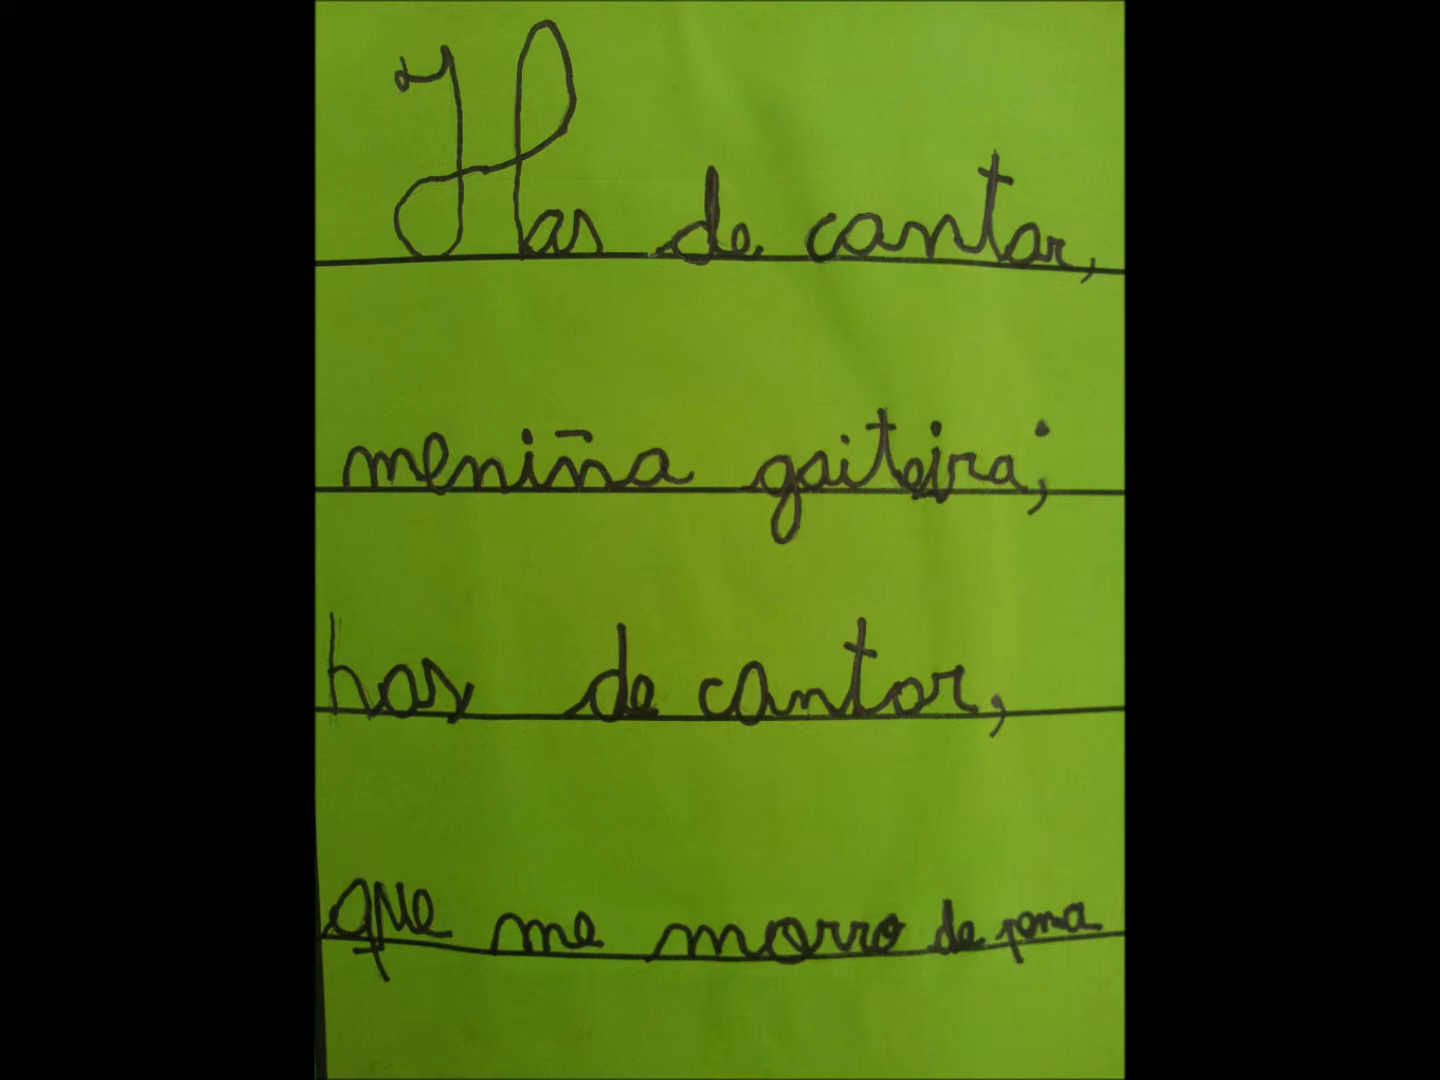 Has de cantar,
meniña gaiteira;
has de cantar,
que me morro de pena